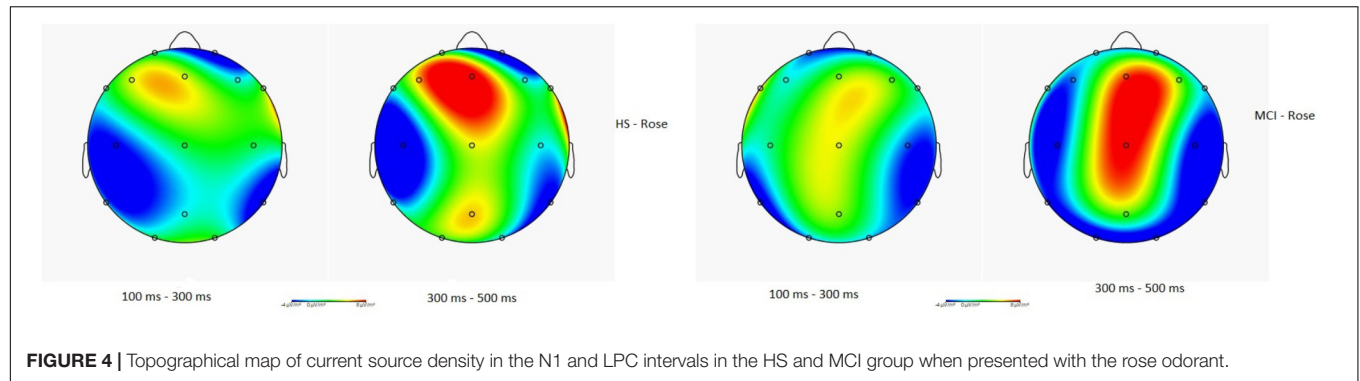 HS - Rose
MCI - Rose
100 ms - 300 ms
300 ms - 500 ms
100 ms - 300 ms
300 ms - 500 ms
FIGURE 4 | Topographical map of current source density in the N1 and LPC intervals in the HS and MCI group when presented with the rose odorant.